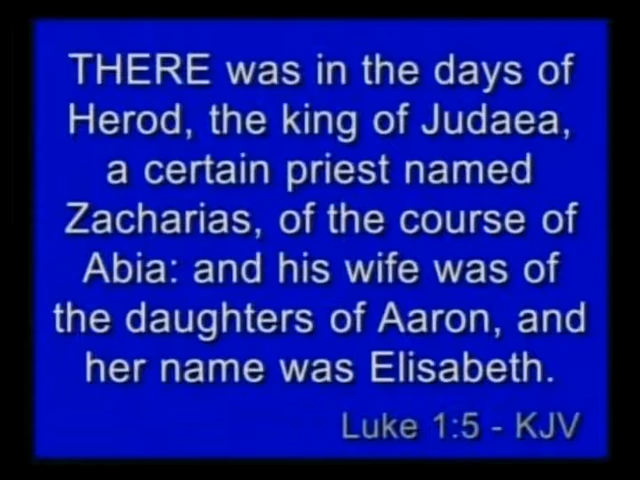 THERE was in the days of
Herod, the king of Judaea,
a certain priest named
Zacharias, of the course of
Abia: and his wife was of
the daughters of Aaron, and
her name was Elisabeth.
Luke 1:5 - KJV